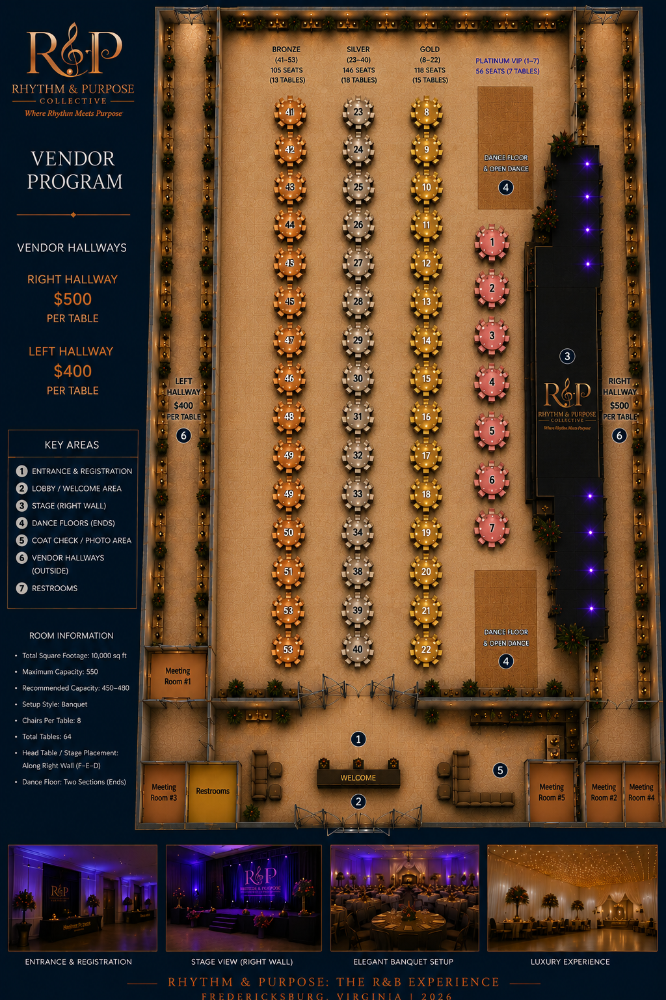 R&P
RHYTHM & PURPOSE
COLLECTIVE
Where Rhythm Meets Purpose
VENDOR
PROGRAM
VENDOR HALLWAYS
RIGHT HALLWAY
$500
PER TABLE
LEFT HALLWAY
$400
PER TABLE
KEY AREAS
1 ENTRANCE & REGISTRATION
2 LOBBY / WELCOME AREA
3 STAGE (RIGHT WALL)
4 DANCE FLOORS (ENDS)
5 COAT CHECK / PHOTO AREA
6 VENDOR HALLWAYS
(OUTSIDE)
7 RESTROOMS
ROOM INFORMATION
• Total Square Footage: 10,000 sq ft
• Maximum Capacity: 550
• Recommended Capacity: 450–480
• Setup Style: Banquet
• Chairs Per Table: 8
• Total Tables: 64
• Head Table / Stage Placement:
Along Right Wall (F–E–D)
• Dance Floor: Two Sections (Ends)
BRONZE
(41–53)
105 SEATS
(13 TABLES)
SILVER
(23–40)
146 SEATS
(18 TABLES)
GOLD
(8–22)
118 SEATS
(15 TABLES)
PLATINUM VIP (1–7)
56 SEATS (7 TABLES)
41
42
43
44
45
45
47
46
48
49
49
50
51
53
53
23
24
25
26
27
28
29
30
31
32
33
34
38
39
40
8
9
10
11
12
13
14
15
16
17
18
19
20
21
22
DANCE FLOOR
& OPEN DANCE
4
1
2
3
4
5
6
7
DANCE FLOOR
& OPEN DANCE
4
3
R&P
RHYTHM & PURPOSE
COLLECTIVE
Where Rhythm Meets Purpose
LEFT
HALLWAY
$400
PER TABLE
6
RIGHT
HALLWAY
$500
PER TABLE
6
Meeting
Room #1
1
WELCOME
2
5
Meeting
Room #3
Restrooms
Meeting
Room #5
Meeting
Room #2
Meeting
Room #4
R&P
R&P
RHYTHM & PURPOSE
ENTRANCE & REGISTRATION
STAGE VIEW (RIGHT WALL)
ELEGANT BANQUET SETUP
LUXURY EXPERIENCE
RHYTHM & PURPOSE: THE R&B EXPERIENCE
FREDERICKSBURG, VIRGINIA | 2026